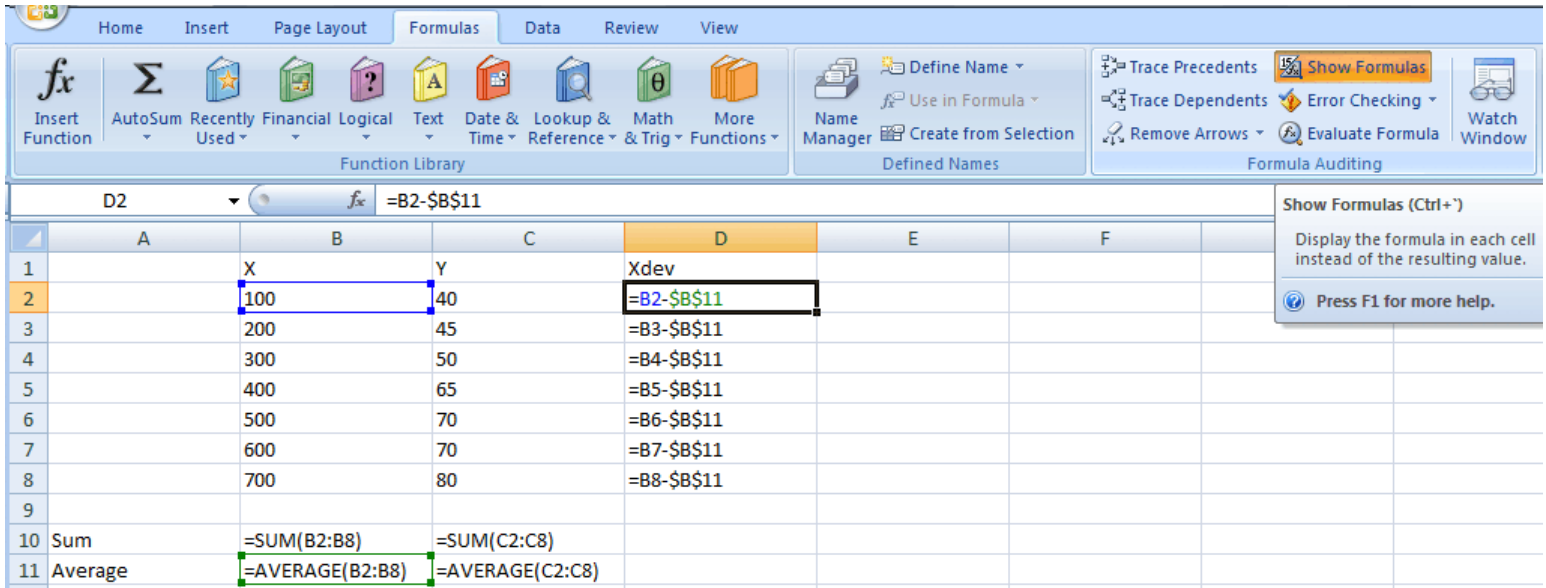 Home Insert Page Layout Formulas Data Review View
fx Insert Function
Σ AutoSum
Recently Used
Financial
? Logical
A Text
Date & Time
Lookup & Reference
θ Math & Trig
More Functions
Function Library
Name Manager
Define Name
Use in Formula
Create from Selection
Defined Names
Trace Precedents
Trace Dependents
Remove Arrows
Show Formulas
Error Checking
Evaluate Formula
Watch Window
Formula Auditing
D2 fx =B2-$B$11
Show Formulas (Ctrl+`)
Display the formula in each cell
instead of the resulting value.
Press F1 for more help.
A B C D E F
1 X Y Xdev
2 100 40 =B2-$B$11
3 200 45 =B3-$B$11
4 300 50 =B4-$B$11
5 400 65 =B5-$B$11
6 500 70 =B6-$B$11
7 600 70 =B7-$B$11
8 700 80 =B8-$B$11
9
10 Sum =SUM(B2:B8) =SUM(C2:C8)
11 Average =AVERAGE(B2:B8) =AVERAGE(C2:C8)